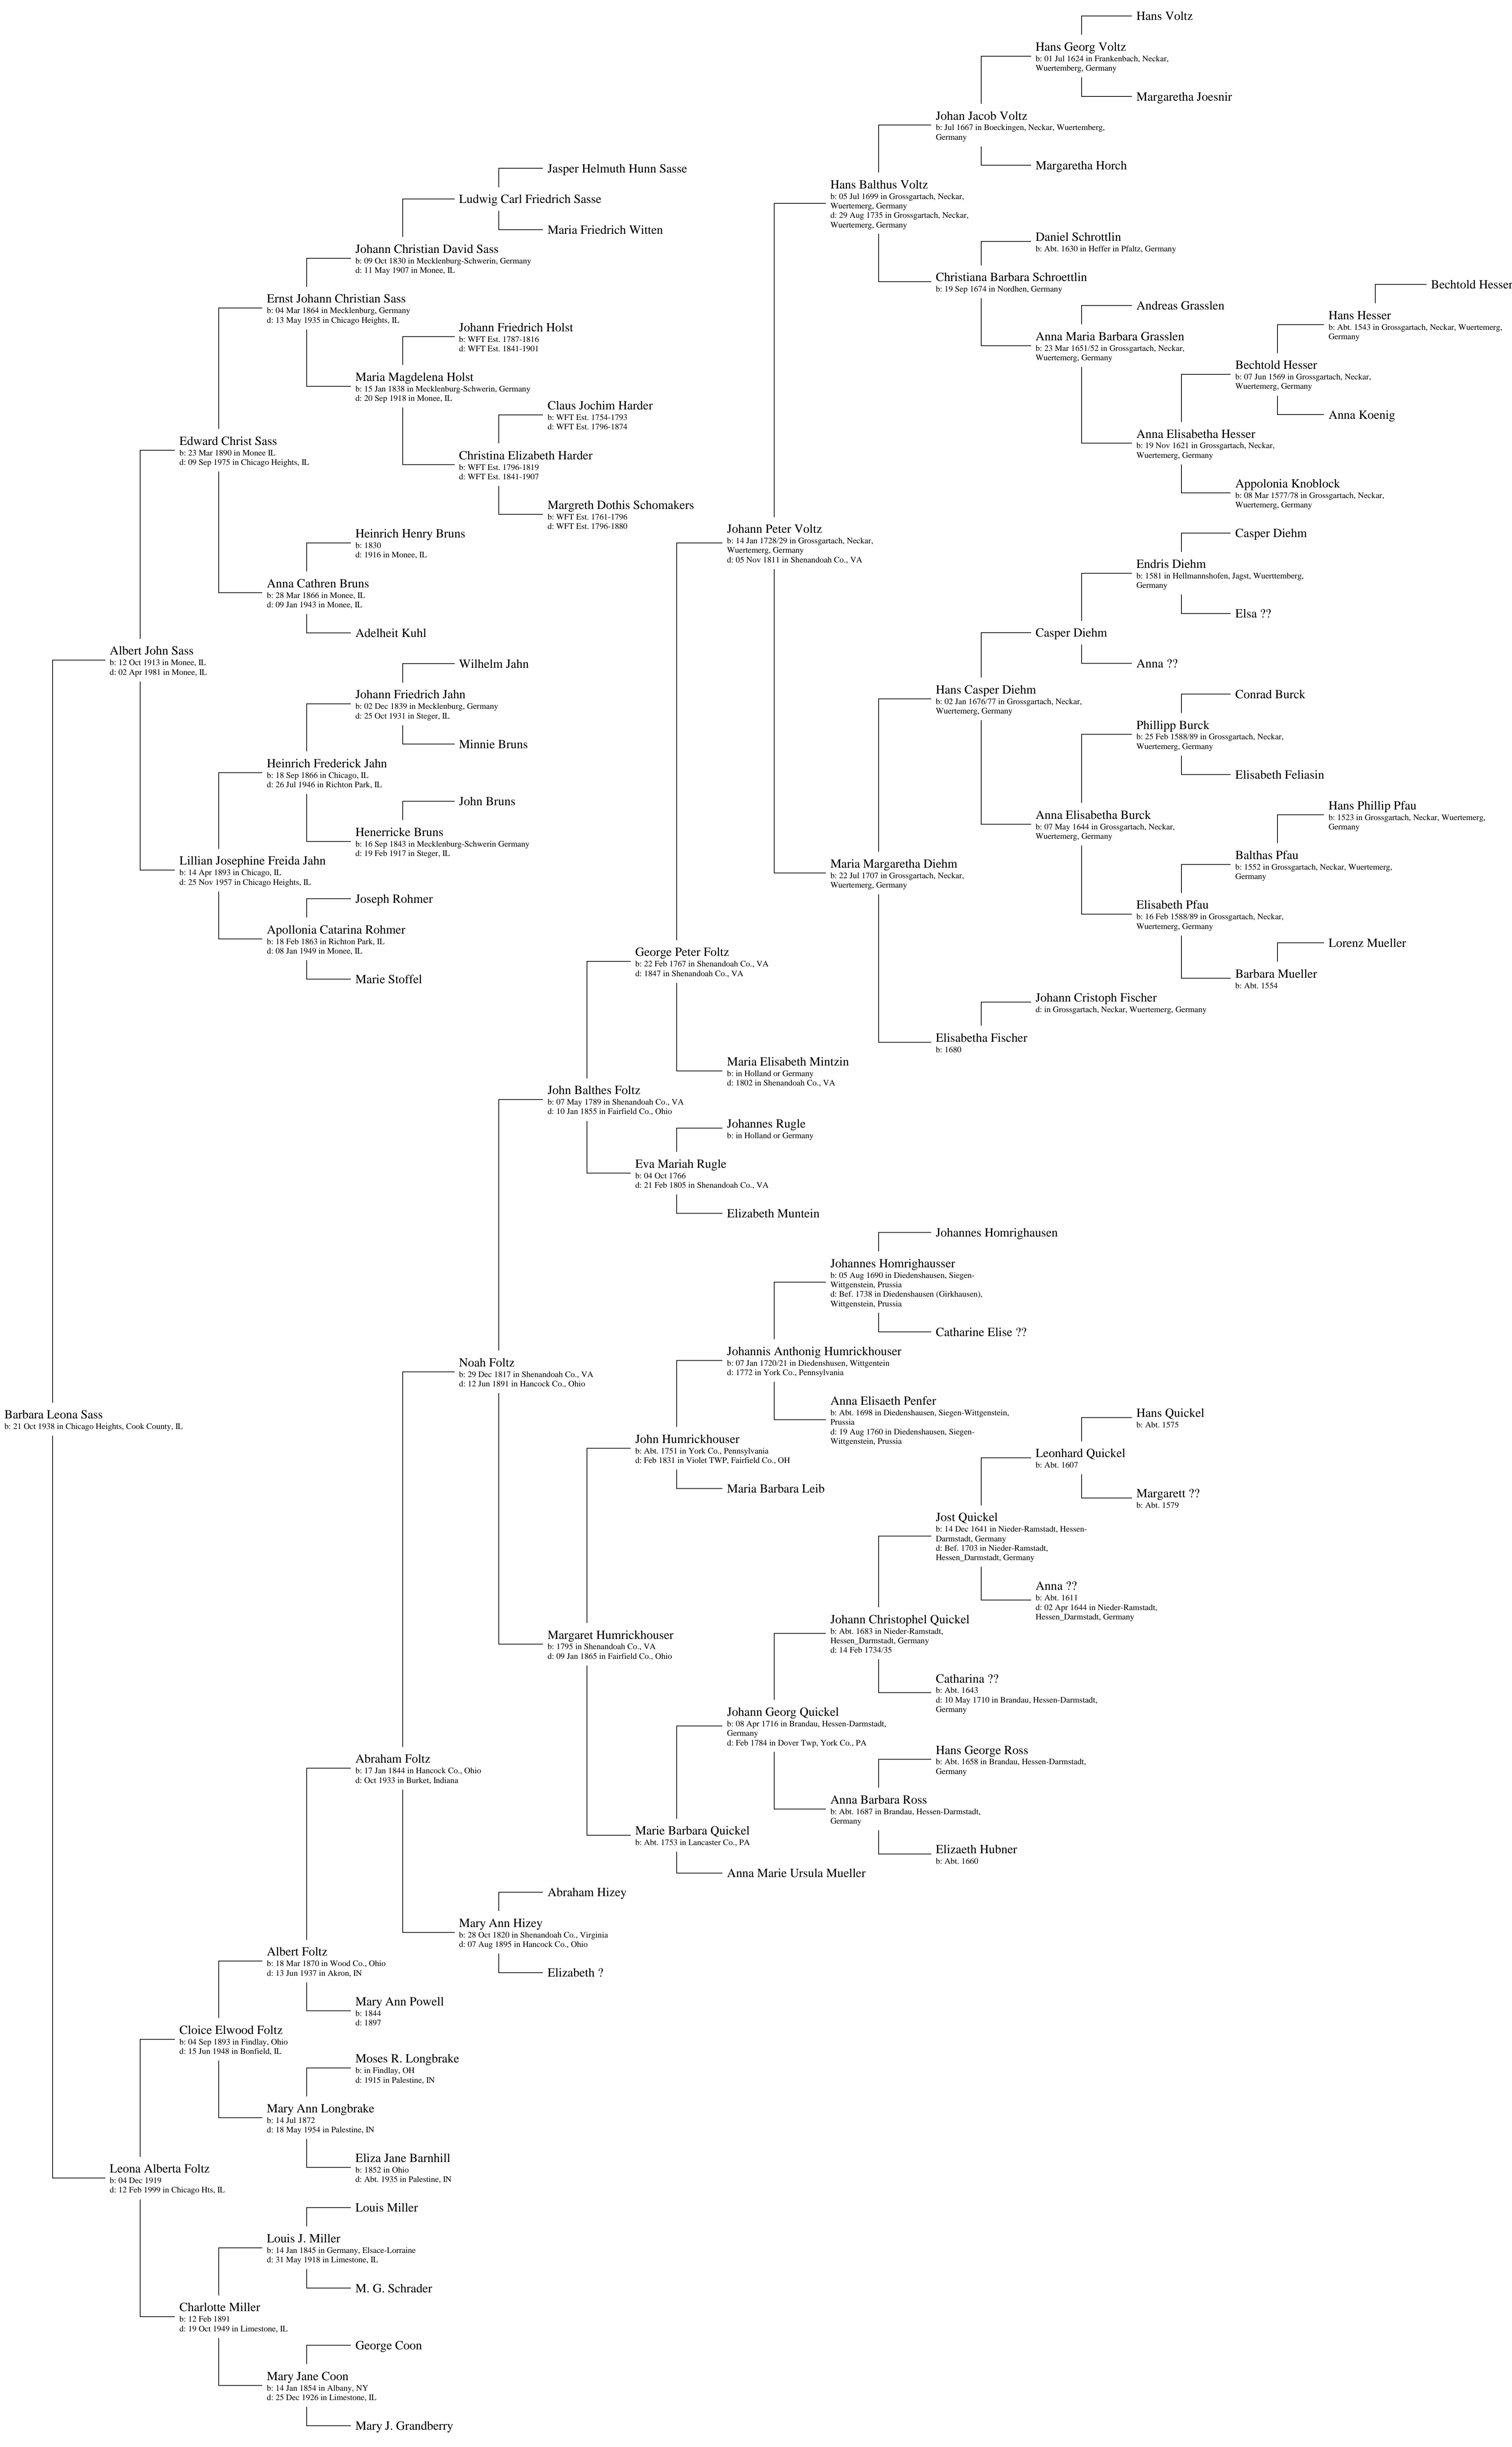 Hans Voltz
Hans Georg Voltz
b: 01 Jul 1624 in Frankenbach, Neckar,
Wuertemberg, Germany
Margaretha Joesnir
Johan Jacob Voltz
b: Jul 1667 in Boeckingen, Neckar, Wuertemberg,
Germany
Margaretha Horch
Jasper Helmuth Hunn Sasse
Ludwig Carl Friedrich Sasse
Maria Friedrich Witten
Hans Balthus Voltz
b: 05 Jul 1699 in Grossgartach, Neckar,
Wuertemerg, Germany
d: 29 Aug 1735 in Grossgartach, Neckar,
Wuertemerg, Germany
Daniel Schrottlin
b: Abt. 1630 in Heffer in Pfaltz, Germany
Johann Christian David Sass
b: 09 Oct 1830 in Mecklenburg-Schwerin, Germany
d: 11 May 1907 in Monee, IL
Christiana Barbara Schroettlin
b: 19 Sep 1674 in Nordhen, Germany
Bechtold Hesser
Ernst Johann Christian Sass
b: 04 Mar 1864 in Mecklenburg, Germany
d: 13 May 1935 in Chicago Heights, IL
Andreas Grasslen
Hans Hesser
b: Abt. 1543 in Grossgartach, Neckar, Wuertemerg,
Germany
Johann Friedrich Holst
b: WFT Est. 1787-1816
d: WFT Est. 1841-1901
Anna Maria Barbara Grasslen
b: 23 Mar 1651/52 in Grossgartach, Neckar,
Wuertemerg, Germany
Bechtold Hesser
b: 07 Jun 1569 in Grossgartach, Neckar,
Wuertemerg, Germany
Maria Magdelena Holst
b: 15 Jan 1838 in Mecklenburg-Schwerin, Germany
d: 20 Sep 1918 in Monee, IL
Claus Jochim Harder
b: WFT Est. 1754-1793
d: WFT Est. 1796-1874
Anna Koenig
Edward Christ Sass
b: 23 Mar 1890 in Monee IL
d: 09 Sep 1975 in Chicago Heights, IL
Anna Elisabetha Hesser
b: 19 Nov 1621 in Grossgartach, Neckar,
Wuertemerg, Germany
Christina Elizabeth Harder
b: WFT Est. 1796-1819
d: WFT Est. 1841-1907
Appolonia Knoblock
b: 08 Mar 1577/78 in Grossgartach, Neckar,
Wuertemerg, Germany
Margreth Dothis Schomakers
b: WFT Est. 1761-1796
d: WFT Est. 1796-1880
Johann Peter Voltz
b: 14 Jan 1728/29 in Grossgartach, Neckar,
Wuertemerg, Germany
d: 05 Nov 1811 in Shenandoah Co., VA
Heinrich Henry Bruns
b: 1830
d: 1916 in Monee, IL
Casper Diehm
Endris Diehm
b: 1581 in Hellmannshofen, Jagst, Wuerttemberg,
Germany
Anna Cathren Bruns
b: 28 Mar 1866 in Monee, IL
d: 09 Jan 1943 in Monee, IL
Elsa ??
Adelheit Kuhl
Casper Diehm
Albert John Sass
b: 12 Oct 1913 in Monee, IL
d: 02 Apr 1981 in Monee, IL
Wilhelm Jahn
Anna ??
Johann Friedrich Jahn
b: 02 Dec 1839 in Mecklenburg, Germany
d: 25 Oct 1931 in Steger, IL
Hans Casper Diehm
b: 02 Jan 1676/77 in Grossgartach, Neckar,
Wuertemerg, Germany
Conrad Burck
Phillipp Burck
b: 25 Feb 1588/89 in Grossgartach, Neckar,
Wuertemerg, Germany
Minnie Bruns
Heinrich Frederick Jahn
b: 18 Sep 1866 in Chicago, IL
d: 26 Jul 1946 in Richton Park, IL
Elisabeth Feliasin
John Bruns
Hans Phillip Pfau
b: 1523 in Grossgartach, Neckar, Wuertemerg,
Germany
Anna Elisabetha Burck
b: 07 May 1644 in Grossgartach, Neckar,
Wuertemerg, Germany
Henerricke Bruns
b: 16 Sep 1843 in Mecklenburg-Schwerin Germany
d: 19 Feb 1917 in Steger, IL
Balthas Pfau
b: 1552 in Grossgartach, Neckar, Wuertemerg,
Germany
Lillian Josephine Freida Jahn
b: 14 Apr 1893 in Chicago, IL
d: 25 Nov 1957 in Chicago Heights, IL
Maria Margaretha Diehm
b: 22 Jul 1707 in Grossgartach, Neckar,
Wuertemerg, Germany
Joseph Rohmer
Elisabeth Pfau
b: 16 Feb 1588/89 in Grossgartach, Neckar,
Wuertemerg, Germany
Apollonia Catarina Rohmer
b: 18 Feb 1863 in Richton Park, IL
d: 08 Jan 1949 in Monee, IL
Lorenz Mueller
George Peter Foltz
b: 22 Feb 1767 in Shenandoah Co., VA
d: 1847 in Shenandoah Co., VA
Marie Stoffel
Barbara Mueller
b: Abt. 1554
Johann Cristoph Fischer
d: in Grossgartach, Neckar, Wuertemerg, Germany
Elisabetha Fischer
b: 1680
Maria Elisabeth Mintzin
b: in Holland or Germany
d: 1802 in Shenandoah Co., VA
John Balthes Foltz
b: 07 May 1789 in Shenandoah Co., VA
d: 10 Jan 1855 in Fairfield Co., Ohio
Johannes Rugle
b: in Holland or Germany
Eva Mariah Rugle
b: 04 Oct 1766
d: 21 Feb 1805 in Shenandoah Co., VA
Elizabeth Muntein
Johannes Homrighausen
Johannes Homrighausser
b: 05 Aug 1690 in Diedenshausen, Siegen-
Wittgenstein, Prussia
d: Bef. 1738 in Diedenshausen (Girkhausen),
Wittgenstein, Prussia
Catharine Elise ??
Johannis Anthonig Humrickhouser
b: 07 Jan 1720/21 in Diedenshusen, Wittgentein
d: 1772 in York Co., Pennsylvania
Noah Foltz
b: 29 Dec 1817 in Shenandoah Co., VA
d: 12 Jun 1891 in Hancock Co., Ohio
Anna Elisaeth Penfer
b: Abt. 1698 in Diedenshausen, Siegen-Wittgenstein,
Prussia
d: 19 Aug 1760 in Diedenshausen, Siegen-
Wittgenstein, Prussia
Barbara Leona Sass
b: 21 Oct 1938 in Chicago Heights, Cook County, IL
Hans Quickel
b: Abt. 1575
John Humrickhouser
b: Abt. 1751 in York Co., Pennsylvania
d: Feb 1831 in Violet TWP, Fairfield Co., OH
Leonhard Quickel
b: Abt. 1607
Maria Barbara Leib
Margarett ??
b: Abt. 1579
Jost Quickel
b: 14 Dec 1641 in Nieder-Ramstadt, Hessen-
Darmstadt, Germany
d: Bef. 1703 in Nieder-Ramstadt,
Hessen_Darmstadt, Germany
Anna ??
b: Abt. 1611
d: 02 Apr 1644 in Nieder-Ramstadt,
Hessen_Darmstadt, Germany
Johann Christophel Quickel
b: Abt. 1683 in Nieder-Ramstadt,
Hessen_Darmstadt, Germany
d: 14 Feb 1734/35
Margaret Humrickhouser
b: 1795 in Shenandoah Co., VA
d: 09 Jan 1865 in Fairfield Co., Ohio
Catharina ??
b: Abt. 1643
d: 10 May 1710 in Brandau, Hessen-Darmstadt,
Germany
Johann Georg Quickel
b: 08 Apr 1716 in Brandau, Hessen-Darmstadt,
Germany
d: Feb 1784 in Dover Twp, York Co., PA
Hans George Ross
b: Abt. 1658 in Brandau, Hessen-Darmstadt,
Germany
Abraham Foltz
b: 17 Jan 1844 in Hancock Co., Ohio
d: Oct 1933 in Burket, Indiana
Anna Barbara Ross
b: Abt. 1687 in Brandau, Hessen-Darmstadt,
Germany
Marie Barbara Quickel
b: Abt. 1753 in Lancaster Co., PA
Elizaeth Hubner
b: Abt. 1660
Anna Marie Ursula Mueller
Abraham Hizey
Mary Ann Hizey
b: 28 Oct 1820 in Shenandoah Co., Virginia
d: 07 Aug 1895 in Hancock Co., Ohio
Albert Foltz
b: 18 Mar 1870 in Wood Co., Ohio
d: 13 Jun 1937 in Akron, IN
Elizabeth ?
Mary Ann Powell
b: 1844
d: 1897
Cloice Elwood Foltz
b: 04 Sep 1893 in Findlay, Ohio
d: 15 Jun 1948 in Bonfield, IL
Moses R. Longbrake
b: in Findlay, OH
d: 1915 in Palestine, IN
Mary Ann Longbrake
b: 14 Jul 1872
d: 18 May 1954 in Palestine, IN
Eliza Jane Barnhill
b: 1852 in Ohio
d: Abt. 1935 in Palestine, IN
Leona Alberta Foltz
b: 04 Dec 1919
d: 12 Feb 1999 in Chicago Hts, IL
Louis Miller
Louis J. Miller
b: 14 Jan 1845 in Germany, Elsace-Lorraine
d: 31 May 1918 in Limestone, IL
M. G. Schrader
Charlotte Miller
b: 12 Feb 1891
d: 19 Oct 1949 in Limestone, IL
George Coon
Mary Jane Coon
b: 14 Jan 1854 in Albany, NY
d: 25 Dec 1926 in Limestone, IL
Mary J. Grandberry